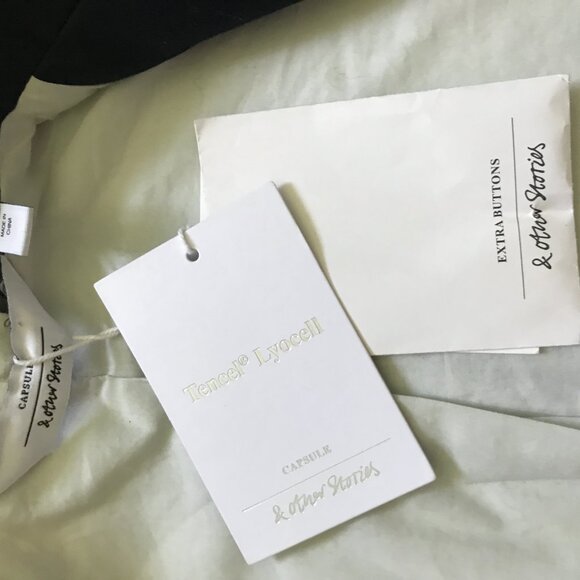 MADE IN
CHINA
CAPSULE
& other Stories
Tencel® Lyocell
CAPSULE
& other Stories
EXTRA BUTTONS
& other Stories